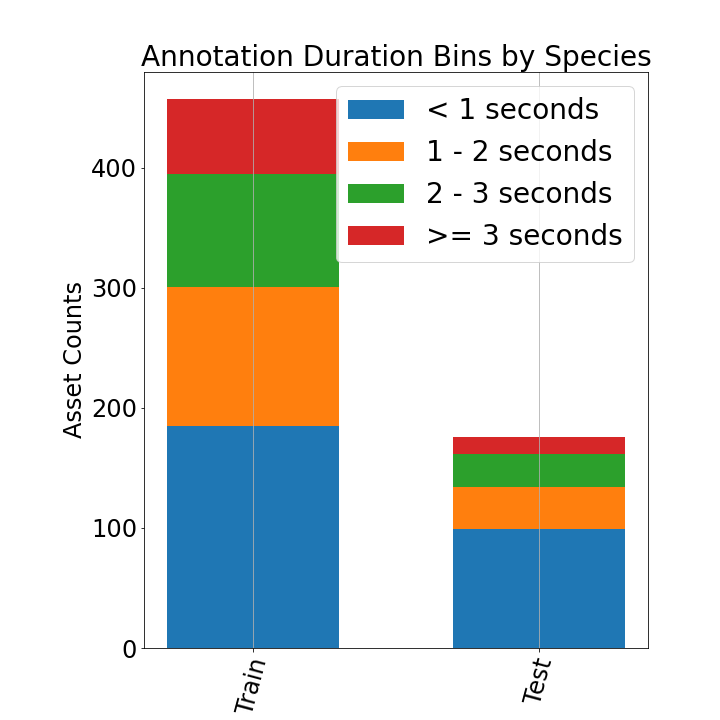 Annotation Duration Bins by Species
< 1 seconds
1 - 2 seconds
2 - 3 seconds
>= 3 seconds
Asset Counts
400
300
200
100
0
Train
Test